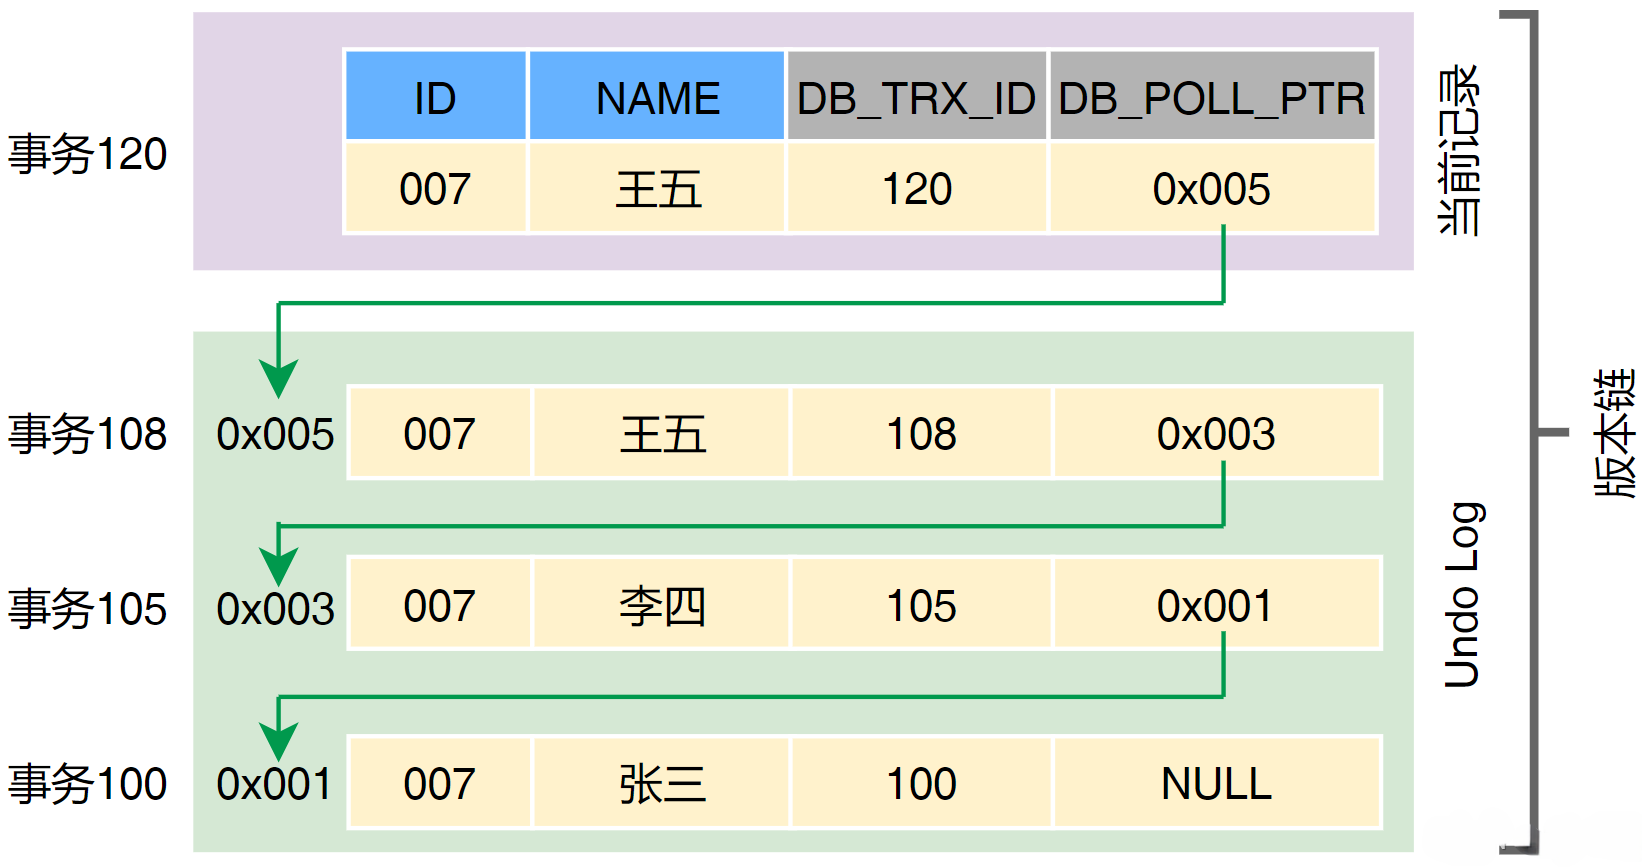 ID NAME DB_TRX_ID DB_POLL_PTR
事务120 007 王五 120 0x005
当前记录
事务108 0x005 007 王五 108 0x003
事务105 0x003 007 李四 105 0x001
事务100 0x001 007 张三 100 NULL
Undo Log
版本链